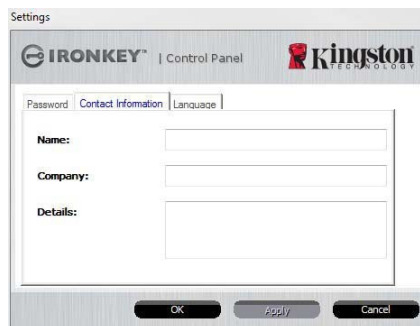 Settings
IRONKEY™ | Control Panel
Kingston
TECHNOLOGY
Password Contact Information Language
Name:
Company:
Details:
OK Apply Cancel